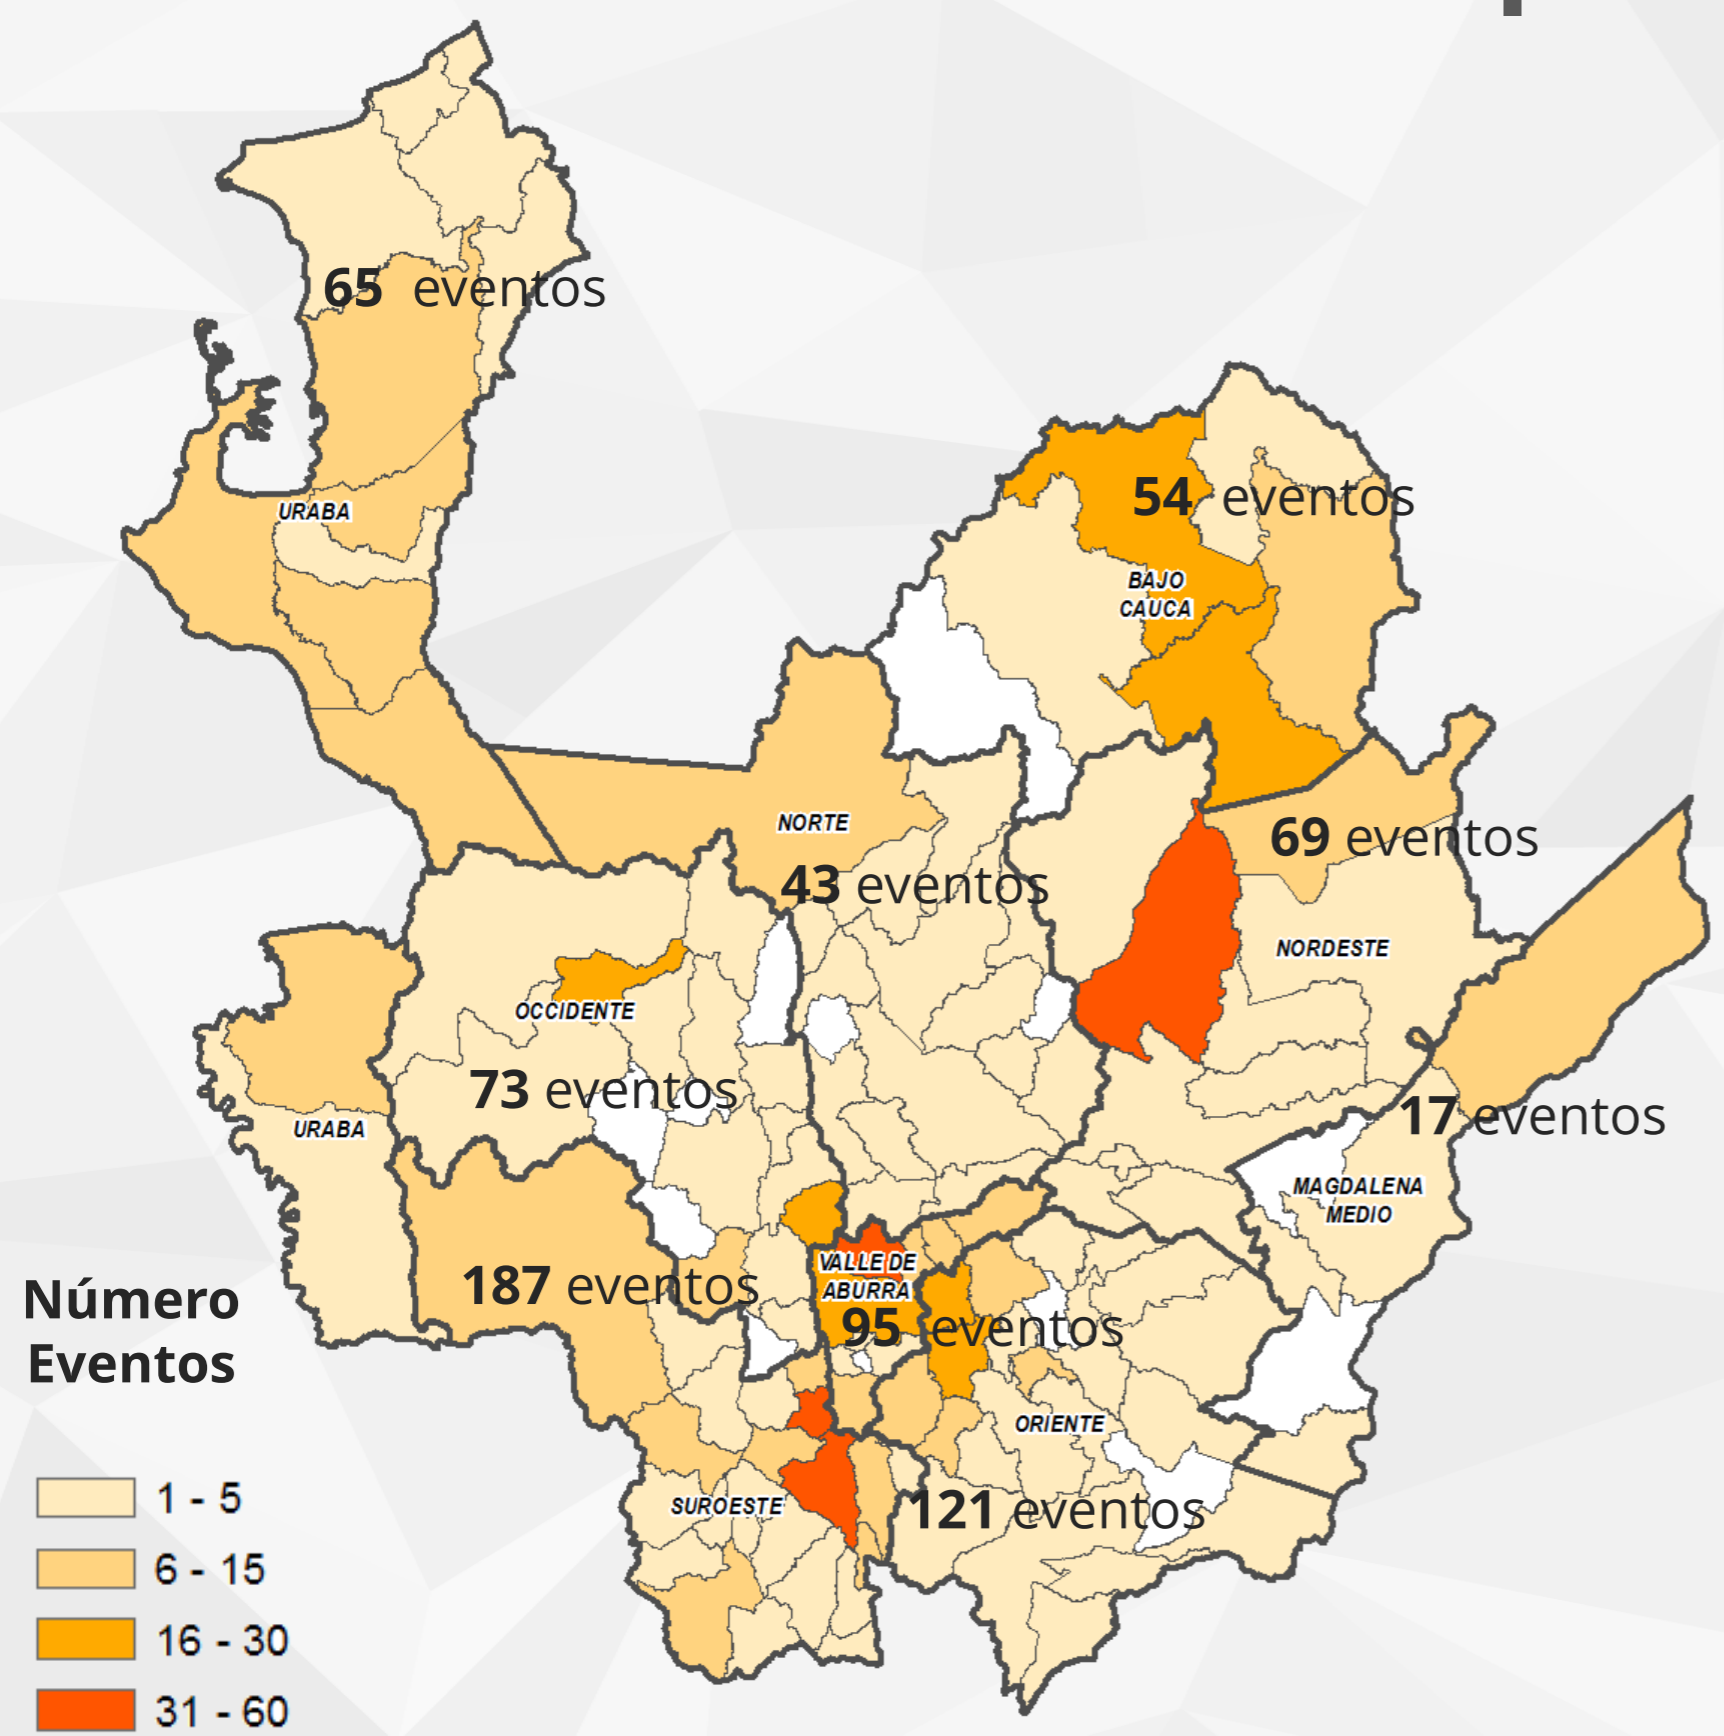 65 eventos
URABA
54 eventos
BAJO
CAUCA
NORTE
43 eventos
69 eventos
NORDESTE
OCCIDENTE
73 eventos
URABA
17 eventos
MAGDALENA
MEDIO
187 eventos
VALLE DE
ABURRA
95 eventos
ORIENTE
SUROESTE
121 eventos
Número
Eventos
1 - 5
6 - 15
16 - 30
31 - 60